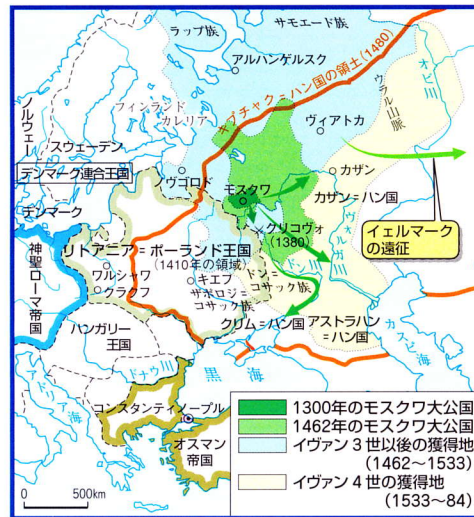 ラップ族
サモエード族
アルハンゲルスク
キプチャク＝ハン国の領土(1480)
オビ川
ウラル山脈
フィンランド
カレリア
ヴィアトカ
ノルウェー
スウェーデン
デンマーク連合王国
ノヴゴロド
モスクワ
カザン
カザン＝ハン国
デンマーク
クリコヴォ
(1380)
ヴォルガ川
イェルマーク
の遠征
神聖ローマ帝国
リトアニア＝ポーランド王国
(1410年の領域)
ワルシャワ
クラクフ
キエフ
ドン川
ドン＝
コサック族
ザポロジ＝
コサック族
ハンガリー
王国
クリム＝ハン国
アストラハン
＝ハン国
カスピ海
ドナウ川
黒海
アドリア海
コンスタンティノープル
オスマン
帝国
1300年のモスクワ大公国
1462年のモスクワ大公国
イヴァン3世以後の獲得地
(1462～1533)
イヴァン4世の獲得地
(1533～84)
0 500km